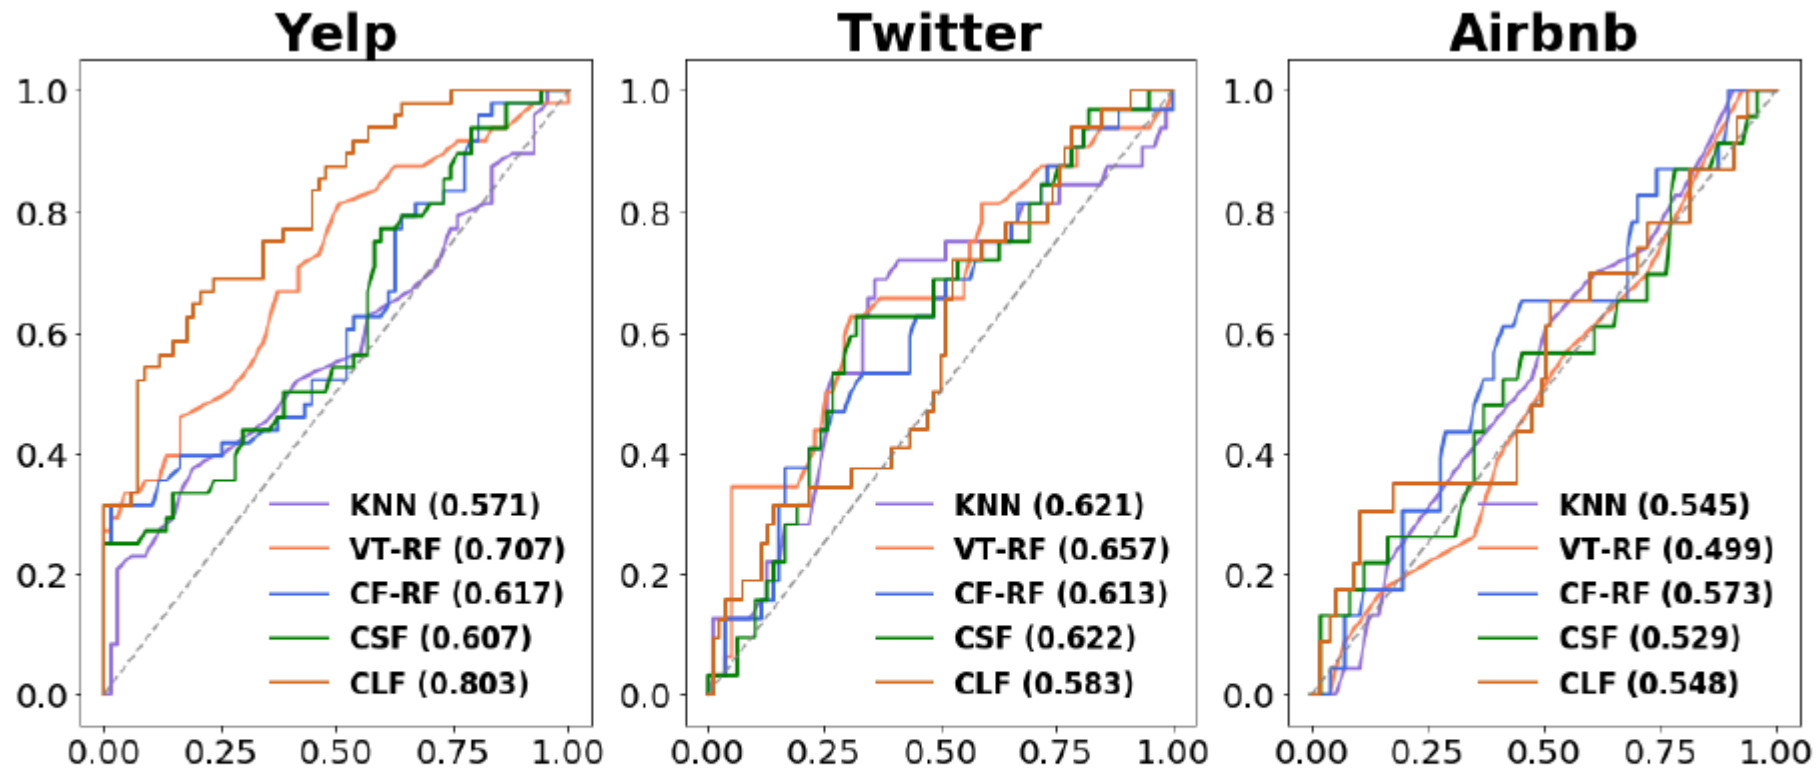 Yelp
1.0
0.8
0.6
0.4
0.2
0.0
KNN (0.571)
VT-RF (0.707)
CF-RF (0.617)
CSF (0.607)
CLF (0.803)
0.00 0.25 0.50 0.75 1.00
Twitter
1.0
0.8
0.6
0.4
0.2
0.0
KNN (0.621)
VT-RF (0.657)
CF-RF (0.613)
CSF (0.622)
CLF (0.583)
0.00 0.25 0.50 0.75 1.00
Airbnb
1.0
0.8
0.6
0.4
0.2
0.0
KNN (0.545)
VT-RF (0.499)
CF-RF (0.573)
CSF (0.529)
CLF (0.548)
0.00 0.25 0.50 0.75 1.00